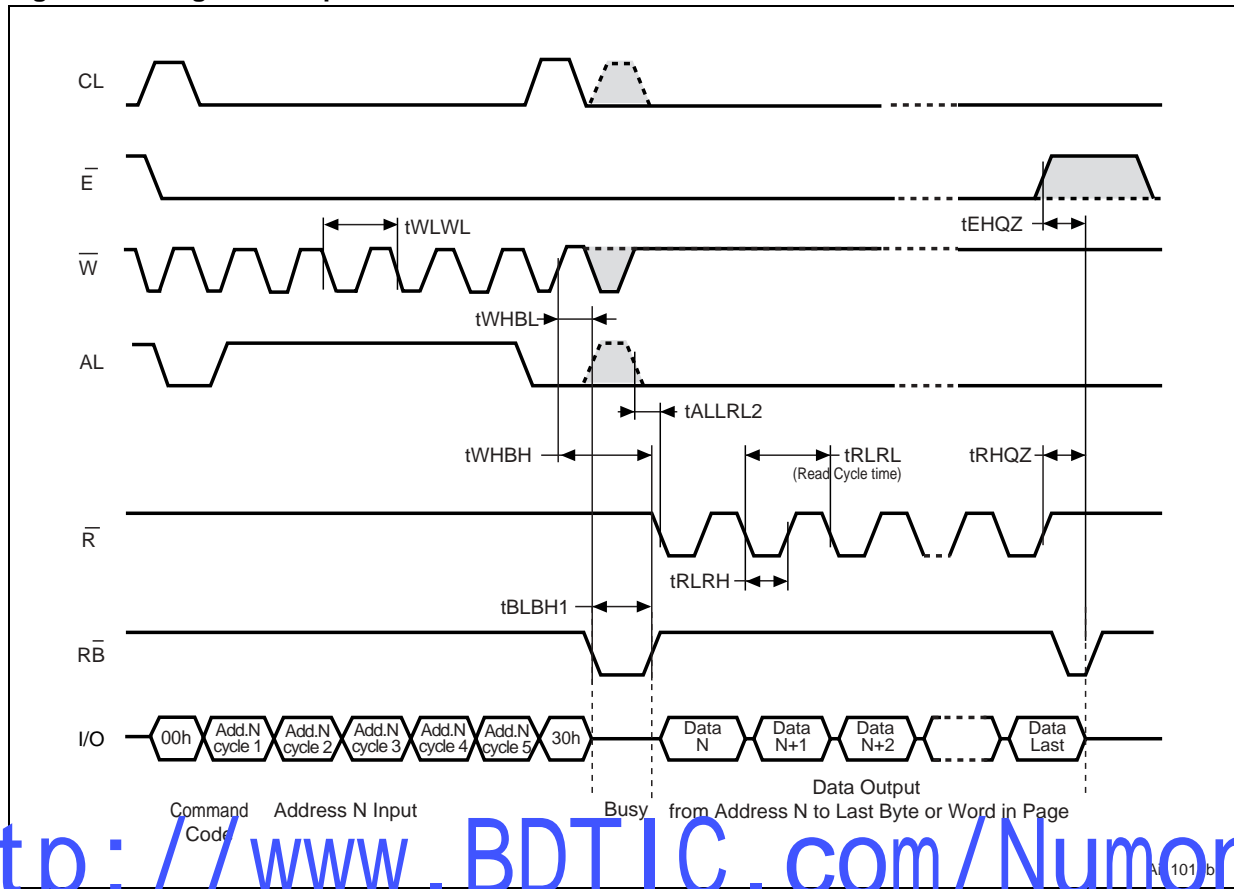 CL
E
tWLWL
tEHQZ
W
tWHBL
AL
tALLRL2
tWHBH
tRLRL
(Read Cycle time)
tRHQZ
R
tRLRH
tBLBH1
RB
I/O
00h
Add.N cycle 1
Add.N cycle 2
Add.N cycle 3
Add.N cycle 4
Add.N cycle 5
30h
Data N
Data N+1
Data N+2
Data Last
Command Code
Address N Input
Busy
Data Output
from Address N to Last Byte or Word in Page
tp://www.BDTIC.com/Numon